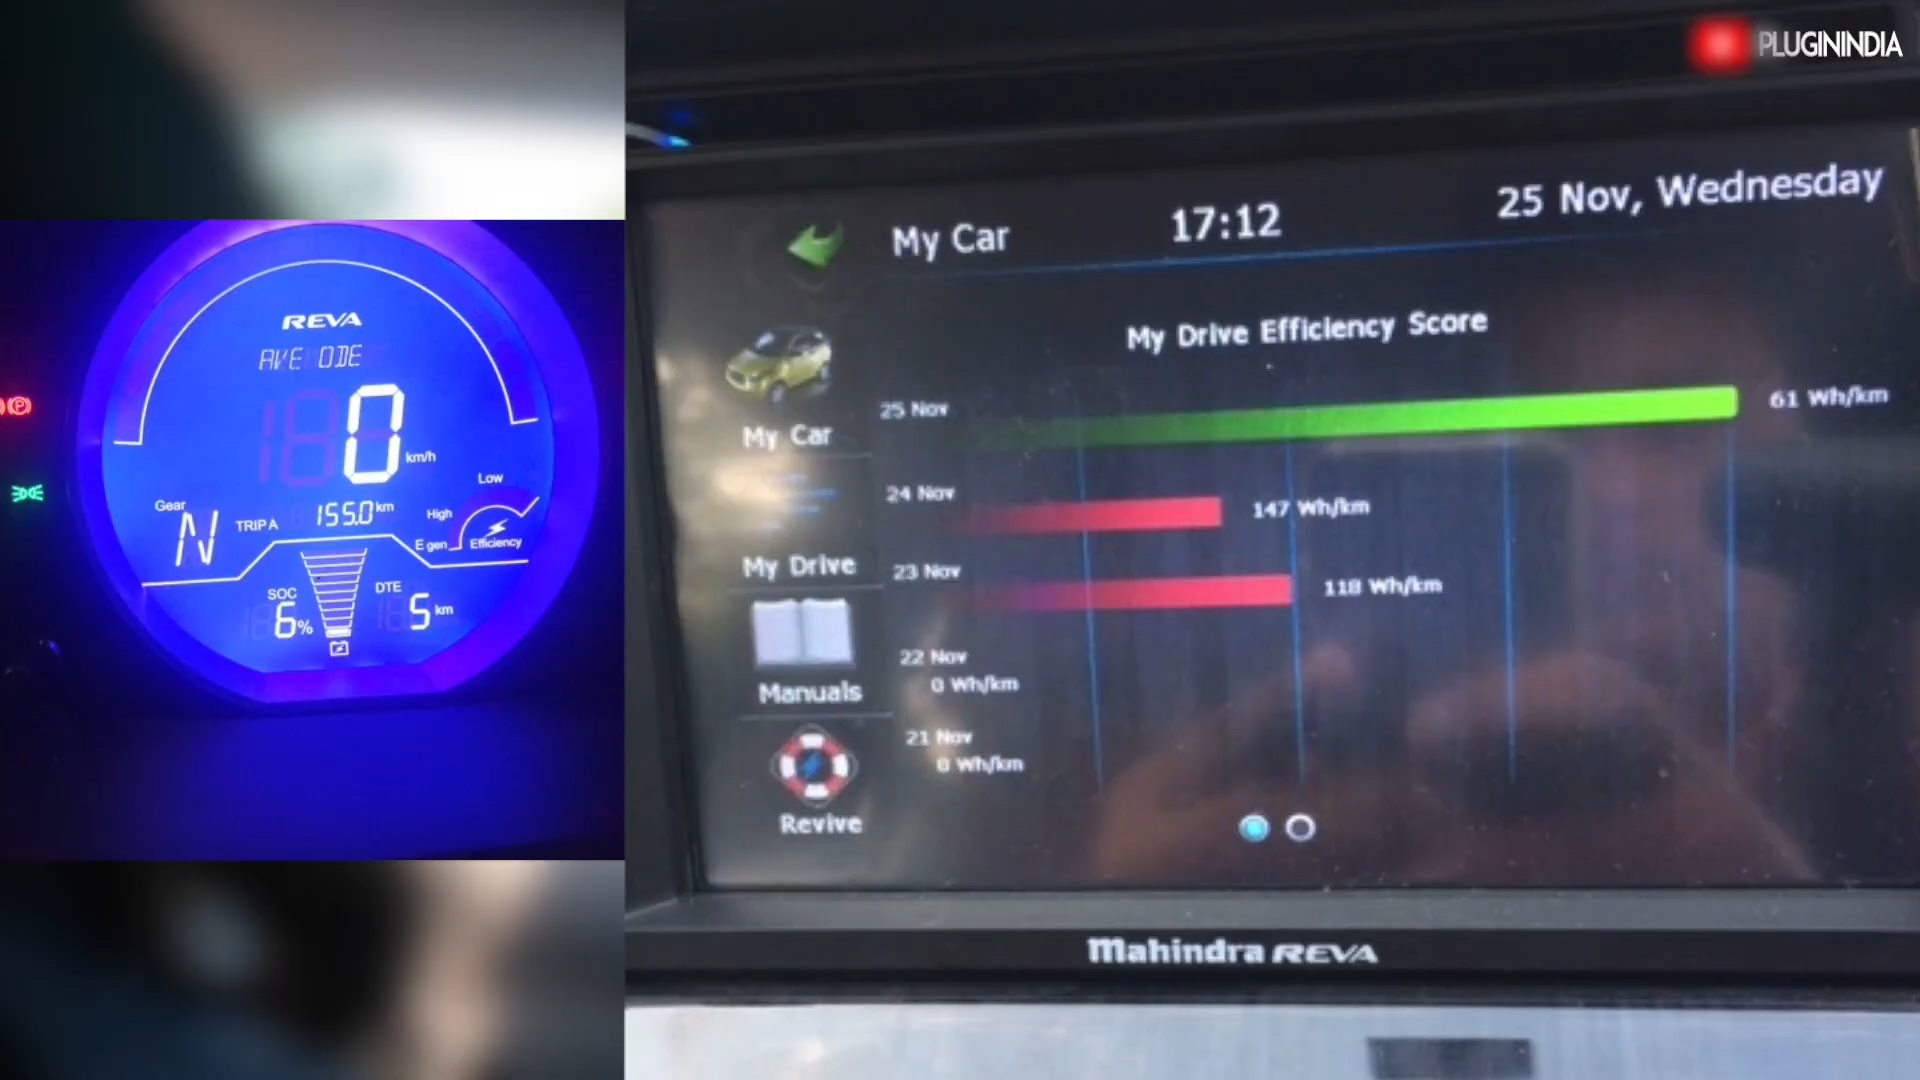 PLUGININDIA
REVA
AVE ODE
0 km/h
Low
Gear
N
TRIP A 155.0 km
High
E gen
Efficiency
SOC
6%
DTE
5 km
My Car
17:12
25 Nov, Wednesday
My Drive Efficiency Score
My Car
My Drive
Manuals
Revive
25 Nov
61 Wh/km
24 Nov
147 Wh/km
23 Nov
118 Wh/km
22 Nov
0 Wh/km
21 Nov
0 Wh/km
Mahindra REVA